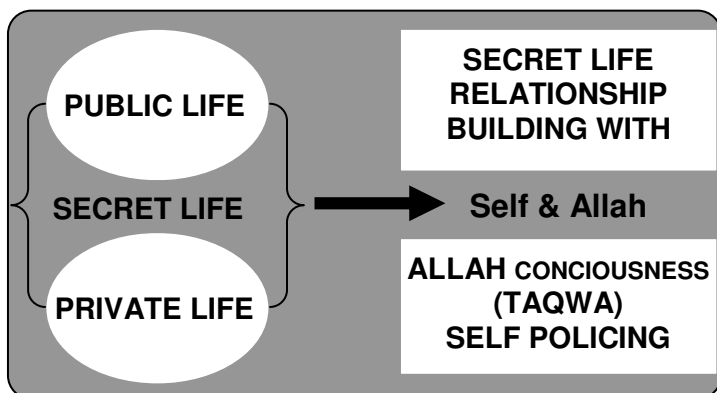 PUBLIC LIFE
SECRET LIFE
PRIVATE LIFE
SECRET LIFE
RELATIONSHIP
BUILDING WITH
Self & Allah
ALLAH CONCIOUSNESS
(TAQWA)
SELF POLICING